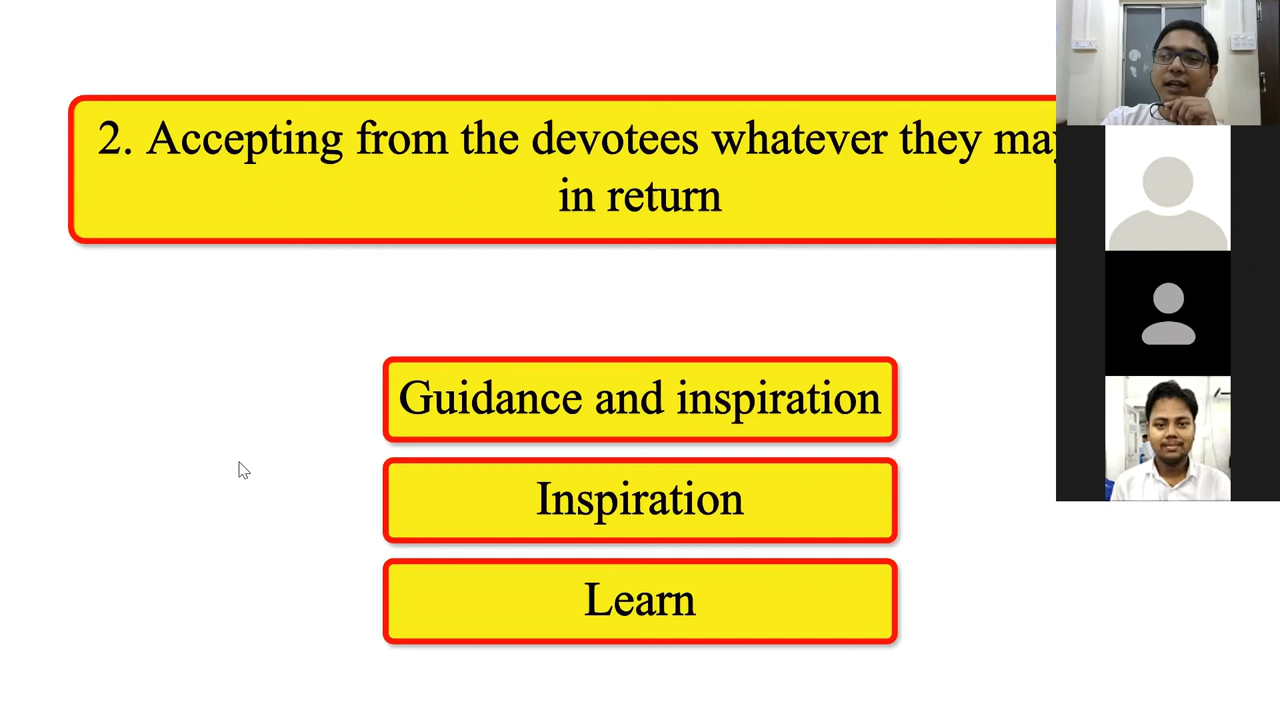 2. Accepting from the devotees whatever they may
in return
Guidance and inspiration
Inspiration
Learn